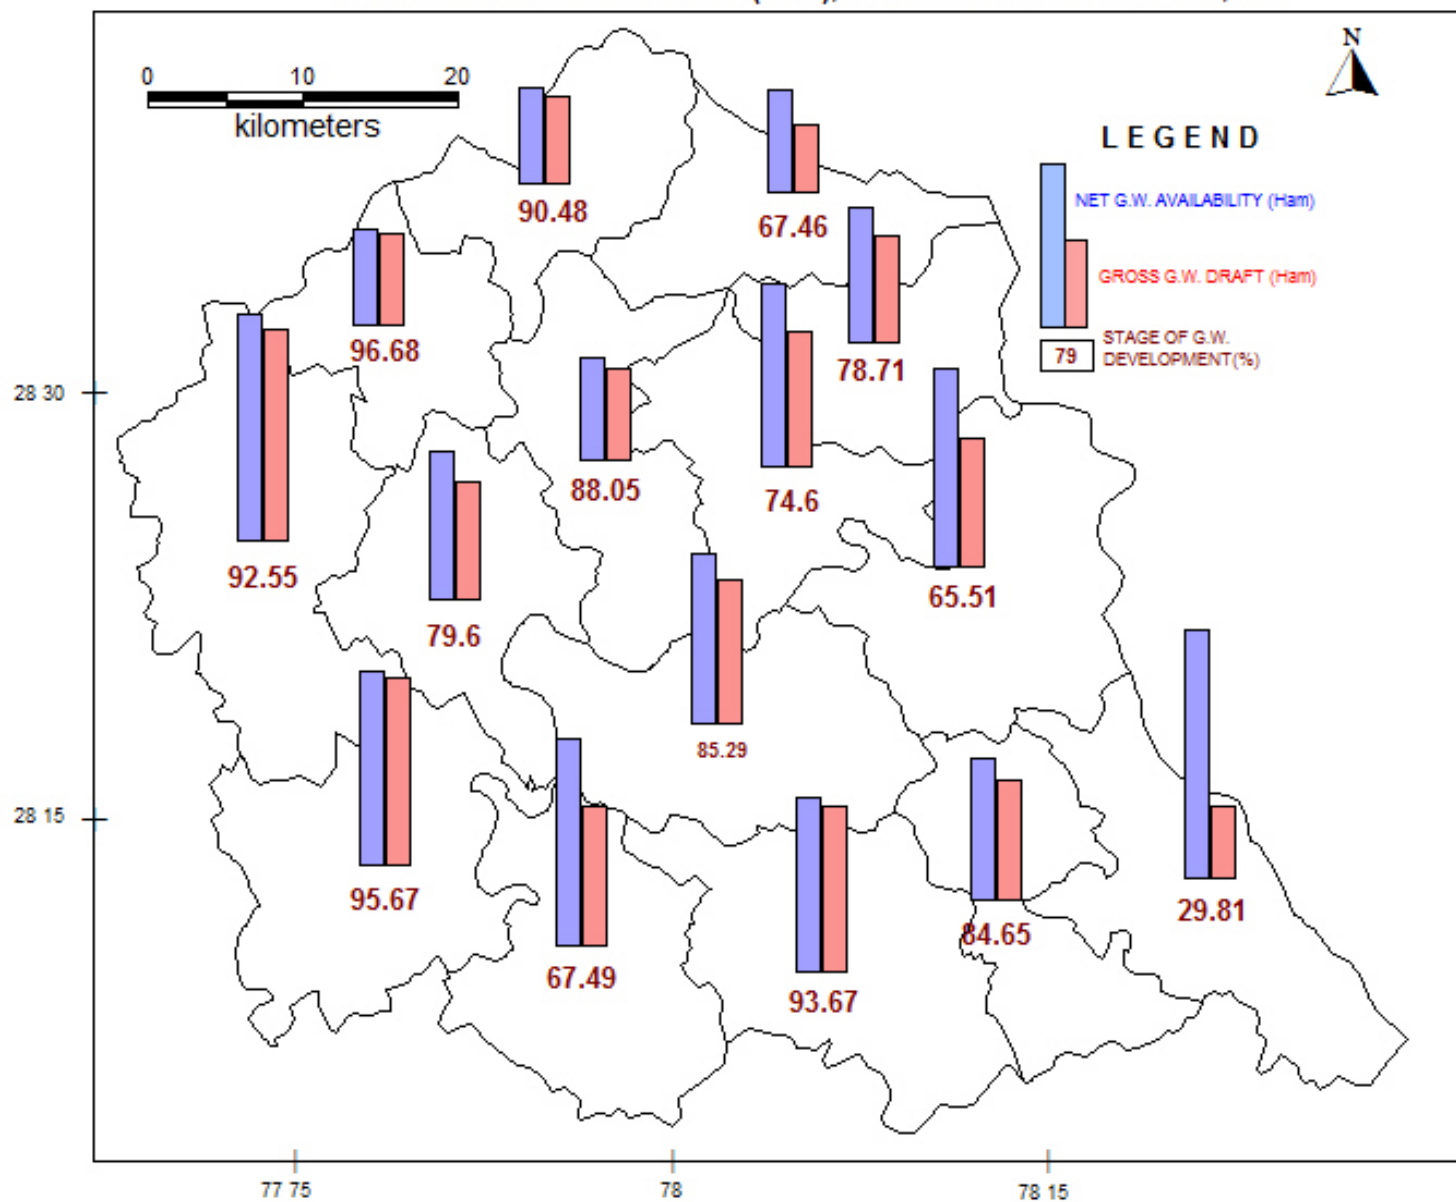 0 10 20
kilometers
N
LEGEND
NET G.W. AVAILABILITY (Ham)
GROSS G.W. DRAFT (Ham)
79
STAGE OF G.W.
DEVELOPMENT(%)
90.48
67.46
96.68
78.71
28 30
88.05
74.6
92.55
65.51
79.6
85.29
28 15
95.67
29.81
84.65
67.49
93.67
77 75
78
78 15